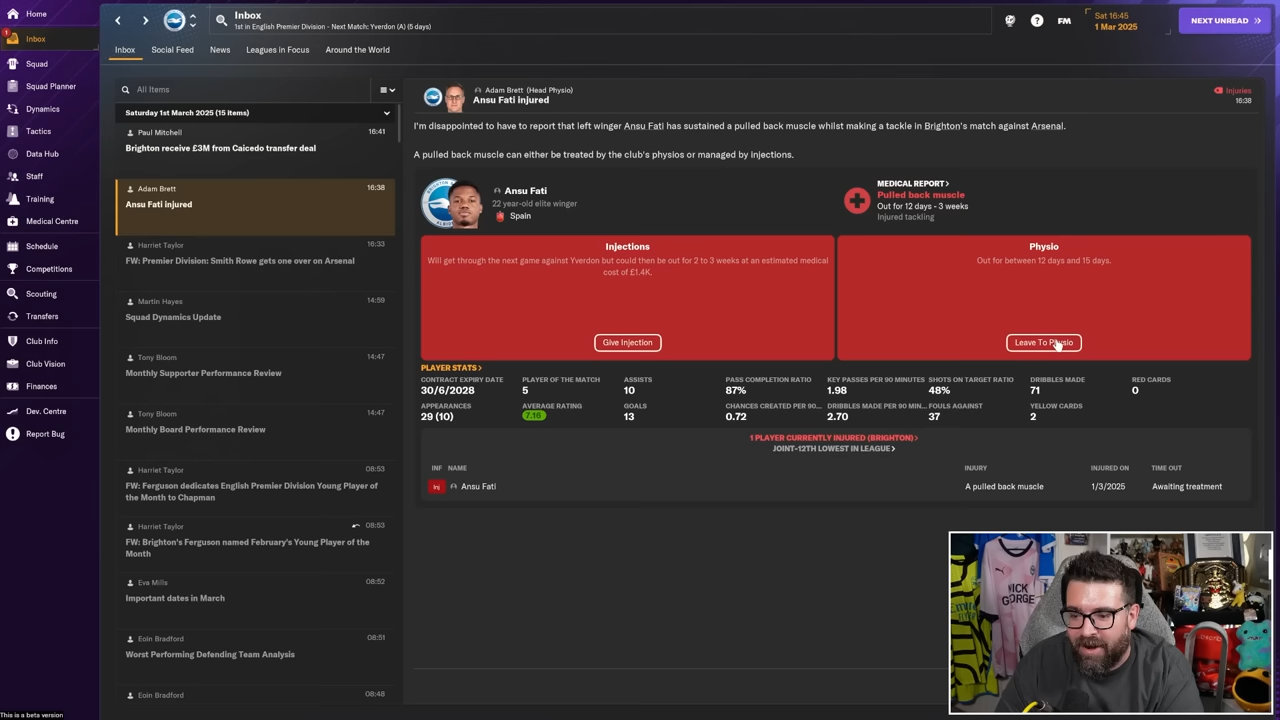 Home
Inbox
1
Squad
Squad Planner
Dynamics
Tactics
Data Hub
Staff
Training
Medical Centre
Schedule
Competitions
Scouting
Transfers
Club Info
Club Vision
Finances
Dev. Centre
Report Bug
This is a beta version
Inbox
1st in English Premier Division - Next Match: Yverdon (A) (5 days)
FM
Sat 16:45
1 Mar 2025
NEXT UNREAD
Inbox
Social Feed
News
Leagues in Focus
Around the World
All Items
Saturday 1st March 2025 (15 Items)
Paul Mitchell
16:41
Brighton receive £3M from Caicedo transfer deal
Adam Brett
16:38
Ansu Fati injured
Harriet Taylor
16:33
FW: Premier Division: Smith Rowe gets one over on Arsenal
Martin Hayes
14:59
Squad Dynamics Update
Tony Bloom
14:47
Monthly Supporter Performance Review
Tony Bloom
14:47
Monthly Board Performance Review
Harriet Taylor
08:53
FW: Ferguson dedicates English Premier Division Young Player of
the Month to Chapman
Harriet Taylor
08:53
FW: Brighton's Ferguson named February's Young Player of the
Month
Eva Mills
08:52
Important dates in March
Eoin Bradford
08:51
Worst Performing Defending Team Analysis
Eoin Bradford
08:48
Adam Brett (Head Physio)
Ansu Fati injured
Injuries
16:38
I'm disappointed to have to report that left winger Ansu Fati has sustained a pulled back muscle whilst making a tackle in Brighton's match against Arsenal.
A pulled back muscle can either be treated by the club's physios or managed by injections.
Ansu Fati
22 year-old elite winger
Spain
MEDICAL REPORT>
Pulled back muscle
Out for 12 days - 3 weeks
Injured tackling
Injections
Will get through the next game against Yverdon but could then be out for 2 to 3 weeks at an estimated medical
cost of £1.4K.
Give Injection
Physio
Out for between 12 days and 15 days.
Leave To Physio
PLAYER STATS>
CONTRACT EXPIRY DATE
30/6/2028
PLAYER OF THE MATCH
5
ASSISTS
10
PASS COMPLETION RATIO
87%
KEY PASSES PER 90 MINUTES
1.98
SHOTS ON TARGET RATIO
48%
DRIBBLES MADE
71
RED CARDS
0
APPEARANCES
29 (10)
AVERAGE RATING
7.16
GOALS
13
CHANCES CREATED PER 90...
0.72
DRIBBLES MADE PER 90 MIN...
2.70
FOULS AGAINST
37
YELLOW CARDS
2
1 PLAYER CURRENTLY INJURED (BRIGHTON)>
JOINT-12TH LOWEST IN LEAGUE>
INF NAME
INJURY
INJURED ON
TIME OUT
Inj
Ansu Fati
A pulled back muscle
1/3/2025
Awaiting treatment